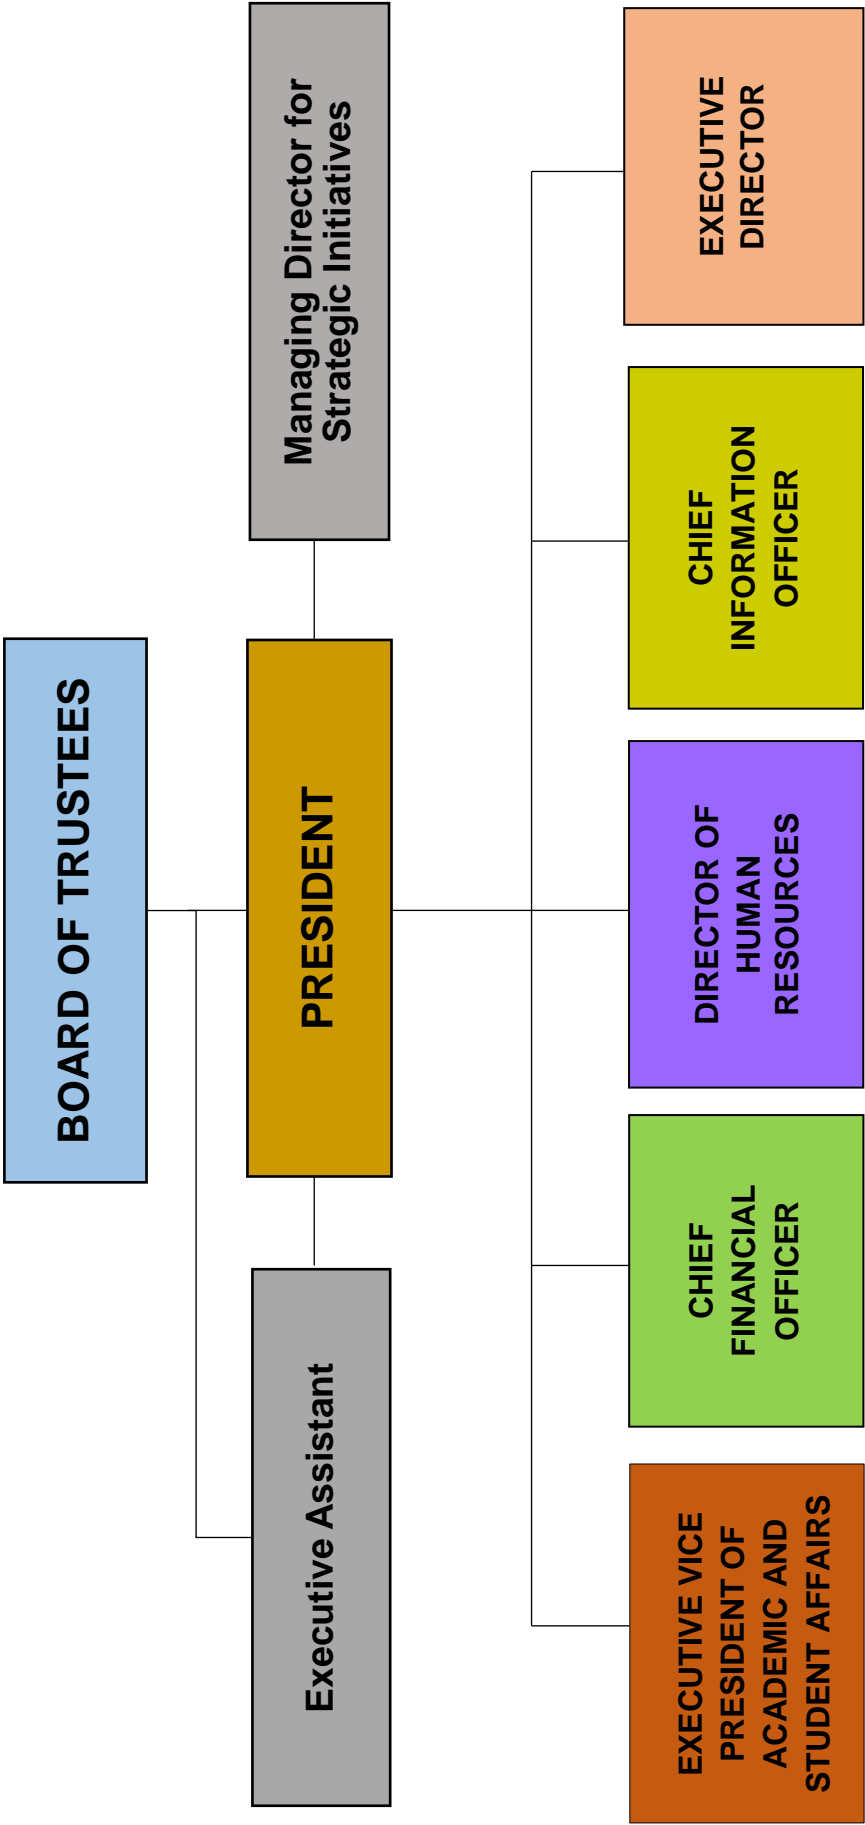 BOARD OF TRUSTEES
Executive Assistant
PRESIDENT
Managing Director for
Strategic Initiatives
EXECUTIVE VICE
PRESIDENT OF
ACADEMIC AND
STUDENT AFFAIRS
CHIEF
FINANCIAL
OFFICER
DIRECTOR OF
HUMAN
RESOURCES
CHIEF
INFORMATION
OFFICER
EXECUTIVE
DIRECTOR